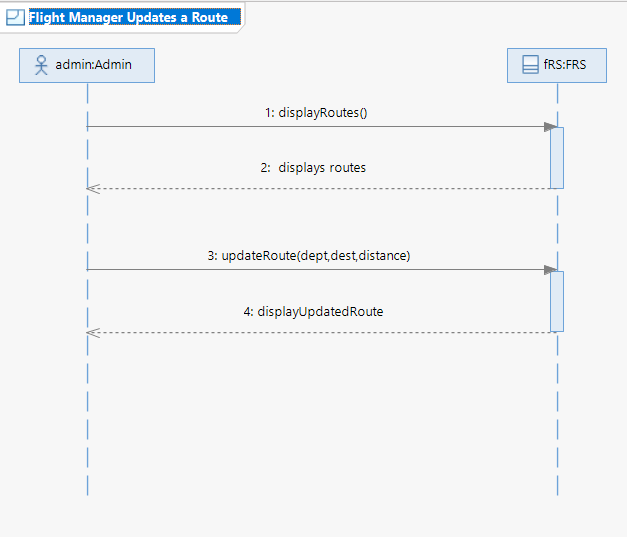 Flight Manager Updates a Route
admin:Admin
fRS:FRS
1: displayRoutes()
2: displays routes
3: updateRoute(dept,dest,distance)
4: displayUpdatedRoute